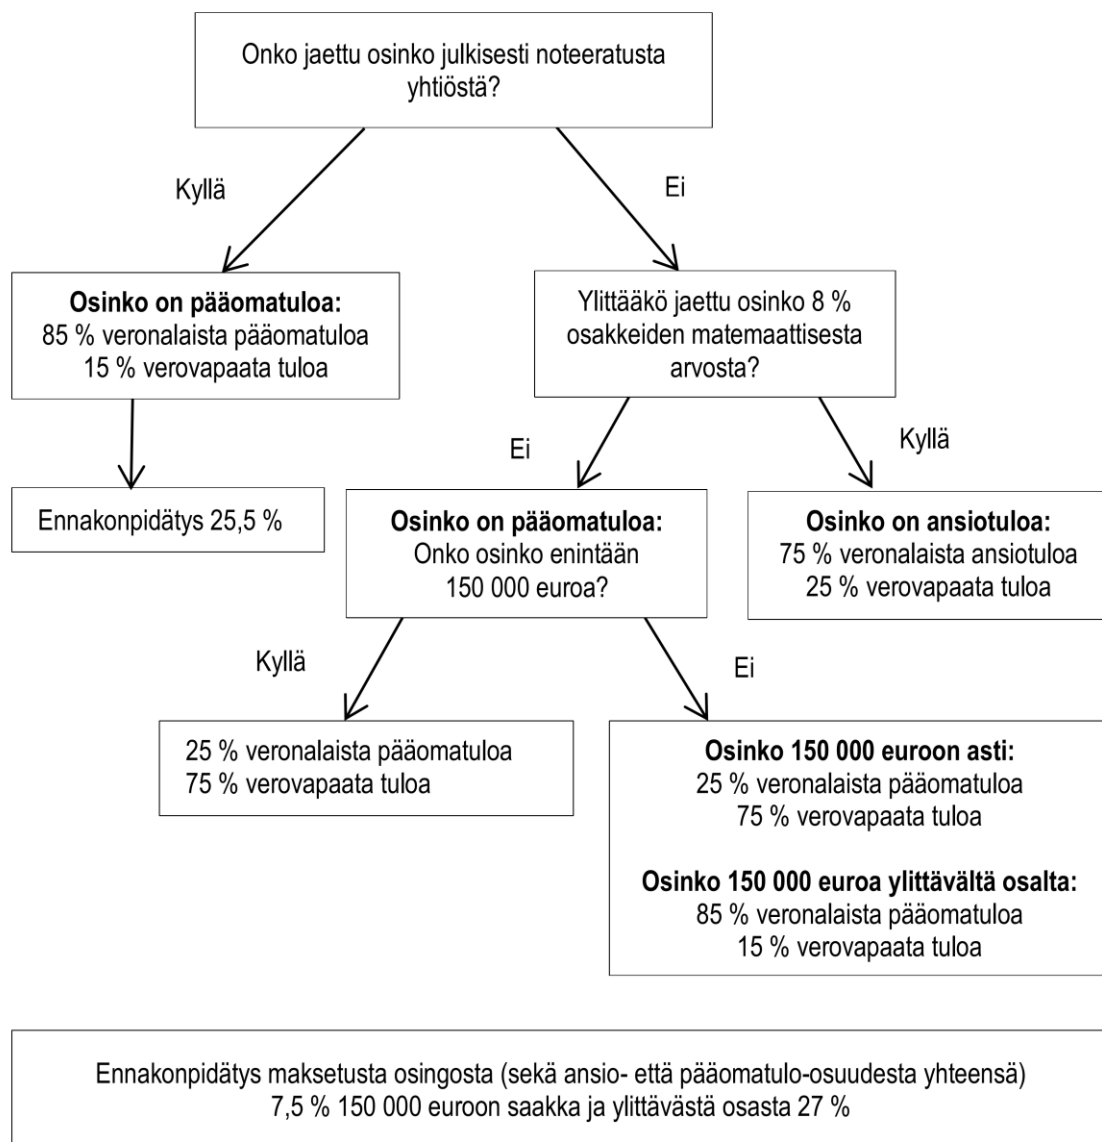 Onko jaettu osinko julkisesti noteeratusta
yhtiöstä?
Kyllä
Ei
Osinko on pääomatuloa:
85 % veronalaista pääomatuloa
15 % verovapaata tuloa
Ylittääkö jaettu osinko 8 %
osakkeiden matemaattisesta
arvosta?
Ei
Kyllä
Ennakonpidätys 25,5 %
Osinko on pääomatuloa:
Onko osinko enintään
150 000 euroa?
Osinko on ansiotuloa:
75 % veronalaista ansiotuloa
25 % verovapaata tuloa
Kyllä
Ei
25 % veronalaista pääomatuloa
75 % verovapaata tuloa
Osinko 150 000 euroon asti:
25 % veronalaista pääomatuloa
75 % verovapaata tuloa
Osinko 150 000 euroa ylittävältä osalta:
85 % veronalaista pääomatuloa
15 % verovapaata tuloa
Ennakonpidätys maksetusta osingosta (sekä ansio- että pääomatulo-osuudesta yhteensä)
7,5 % 150 000 euroon saakka ja ylittävästä osasta 27 %